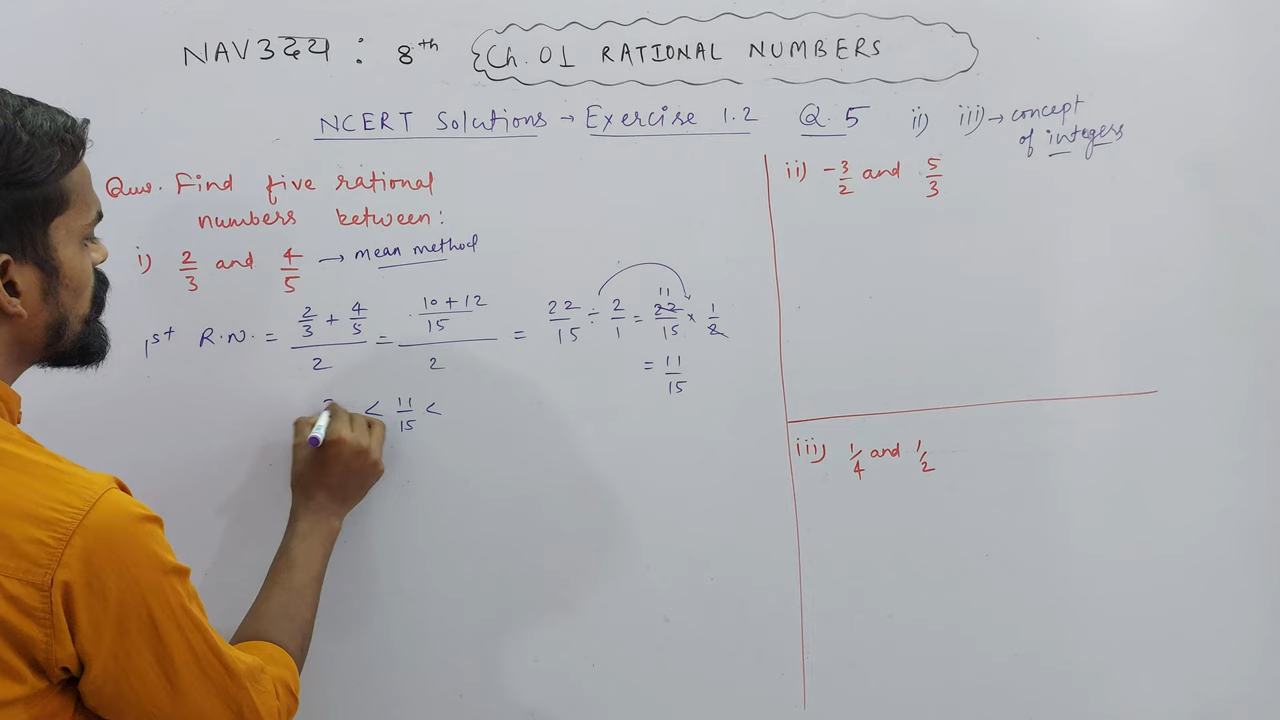 NAV3221 : 8th Ch. 01 RATIONAL NUMBERS
NCERT Solutions → Exercise 1.2 Q. 5 ii) iii) → concept
of integers
Ques. Find five rational
numbers between:
i) 2/3 and 4/5 → mean method
1st R.N. = (2/3 + 4/5)/2 = ((10+12)/15)/2 = 22/15 ÷ 2/1 = 22/15 × 1/2
11
= 11/15
< 11/15 <
ii) -3/2 and 5/3
iii) 1/4 and 1/2